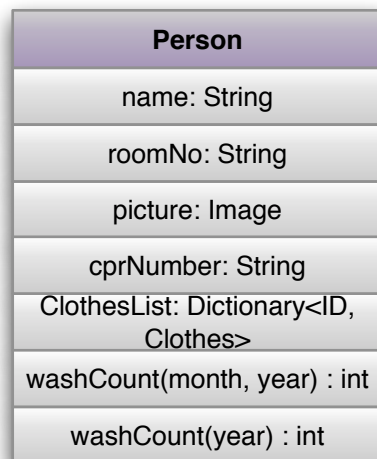 Person
name: String
roomNo: String
picture: Image
cprNumber: String
ClothesList: Dictionary<ID,
Clothes>
washCount(month, year) : int
washCount(year) : int